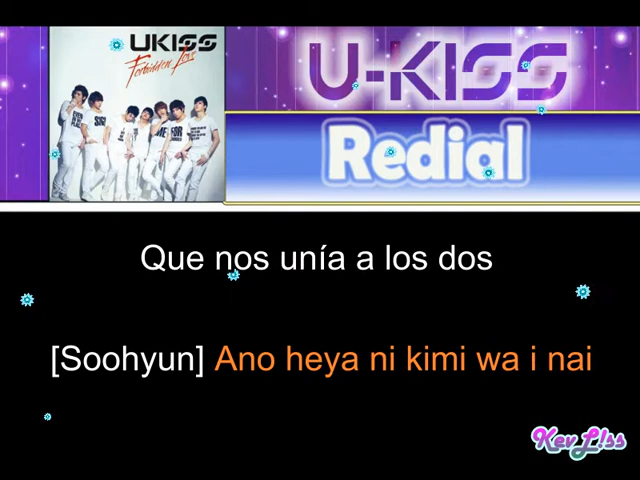 UKISS
Forbidden Love
U-KISS
Redial
Que nos unía a los dos
[Soohyun] Ano heya ni kimi wa i nai
KevL!ss